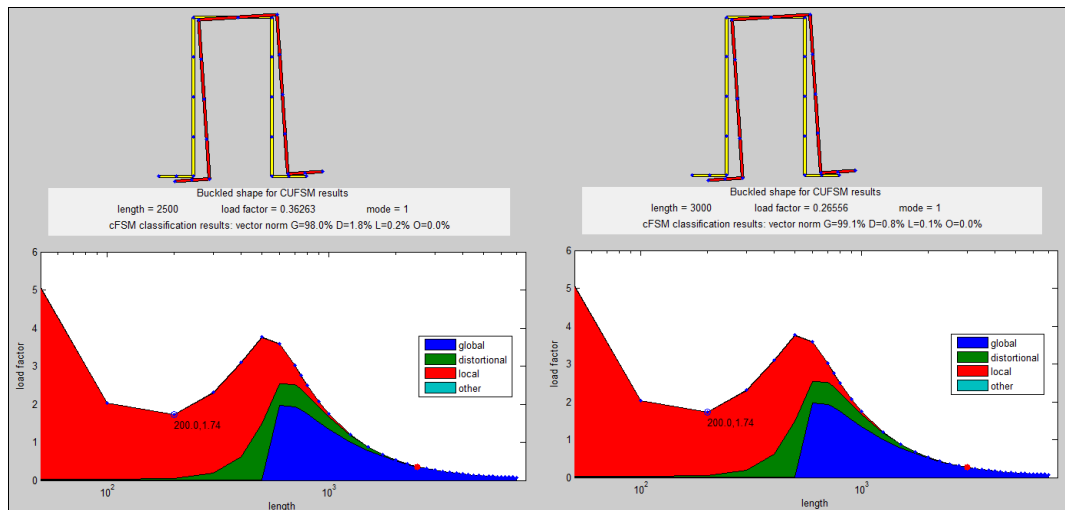 Buckled shape for CUFSM results
length = 2500 load factor = 0.36263 mode = 1
cFSM classification results: vector norm G=98.0% D=1.8% L=0.2% O=0.0%
6
5
4
3
2
1
0
load factor
global
distortional
local
other
200.0,1.74
10²
10³
length
Buckled shape for CUFSM results
length = 3000 load factor = 0.26556 mode = 1
cFSM classification results: vector norm G=99.1% D=0.8% L=0.1% O=0.0%
6
5
4
3
2
1
0
load factor
global
distortional
local
other
200.0,1.74
10²
10³
length